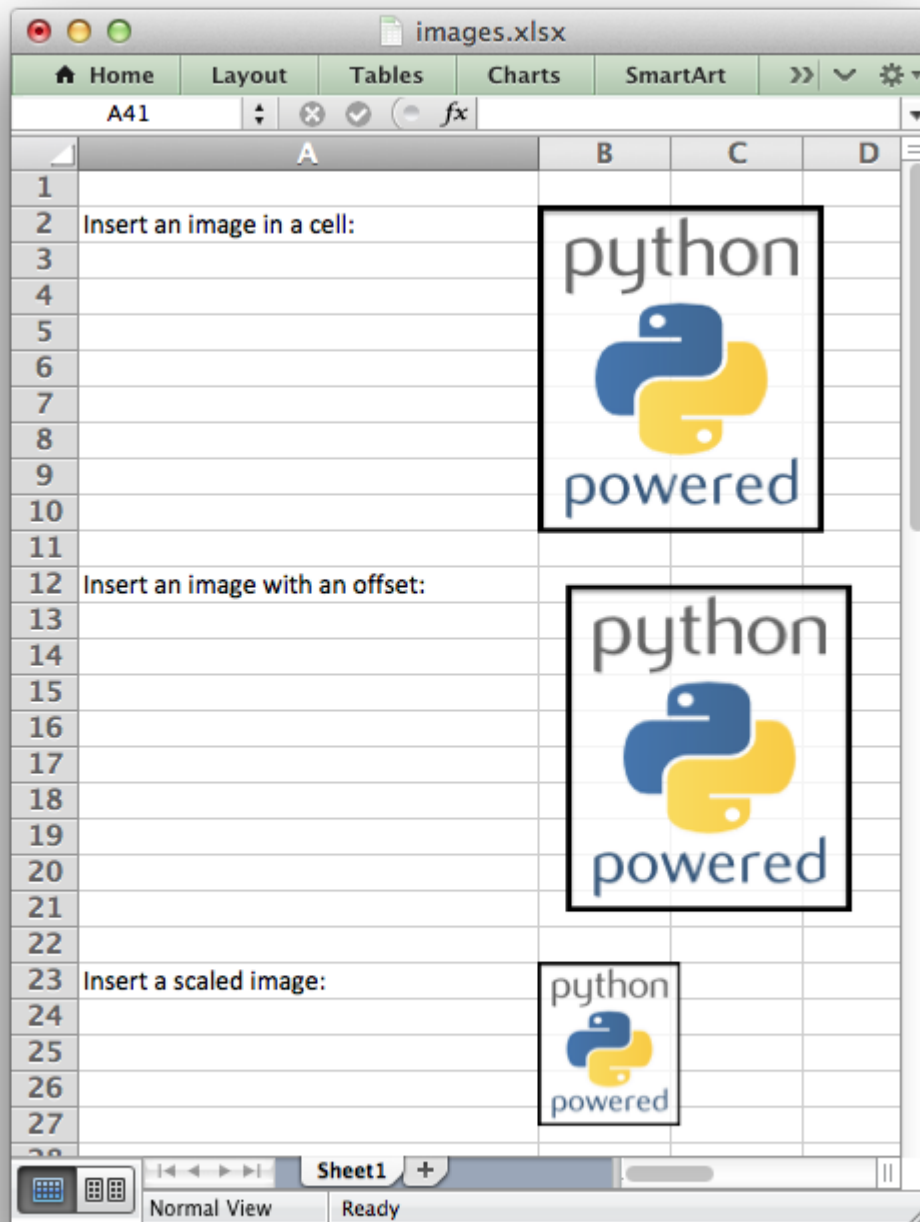 images.xlsx
Home Layout Tables Charts SmartArt
A41 fx
A B C D
1
2 Insert an image in a cell:
python
3
4
5
6
7
8
9
powered
10
11
12 Insert an image with an offset:
13
python
14
15
16
17
18
19
20
powered
21
22
23 Insert a scaled image:
python
24
25
26
powered
27
28
Sheet1 +
Normal View Ready